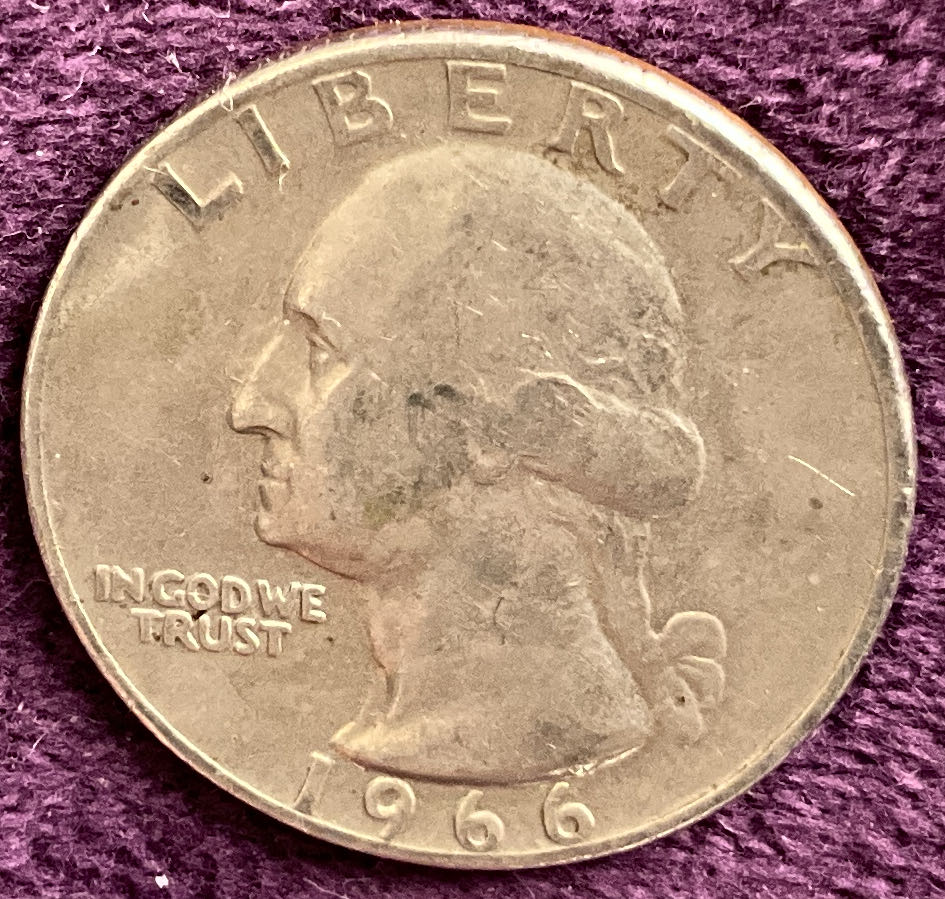 LIBERTY
IN GOD WE
TRUST
1966